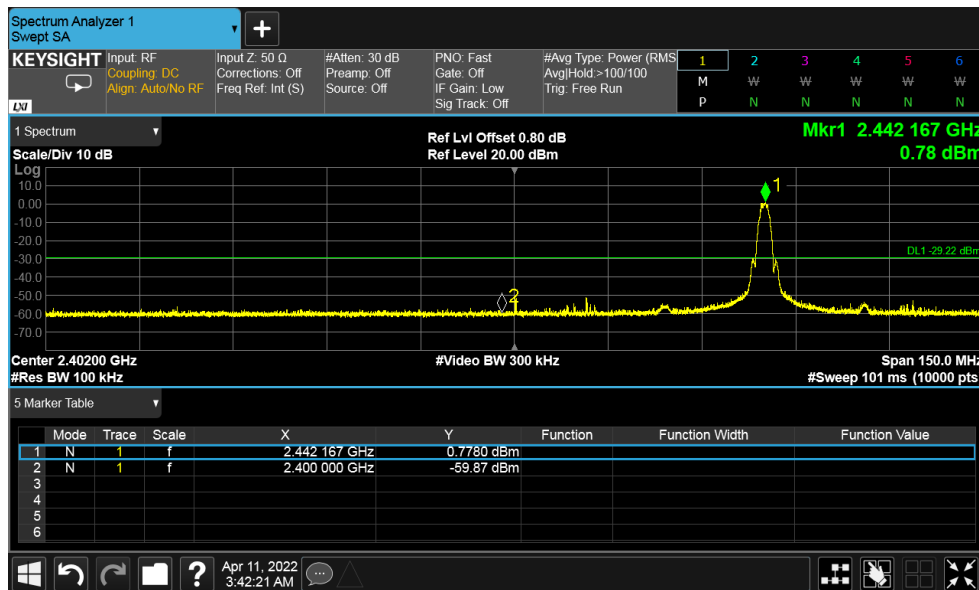 Spectrum Analyzer 1
Swept SA
+
KEYSIGHT
LXI
Input: RF
Coupling: DC
Align: Auto/No RF
Input Z: 50 Ω
Corrections: Off
Freq Ref: Int (S)
#Atten: 30 dB
Preamp: Off
Source: Off
PNO: Fast
Gate: Off
IF Gain: Low
Sig Track: Off
#Avg Type: Power (RMS
Avg|Hold:>100/100
Trig: Free Run
1 2 3 4 5 6
M W W W W W
P N N N N N
1 Spectrum
Scale/Div 10 dB
Ref Lvl Offset 0.80 dB
Ref Level 20.00 dBm
Mkr1 2.442 167 GHz
0.78 dBm
Log
10.0
0.00
-10.0
-20.0
-30.0
-40.0
-50.0
-60.0
-70.0
1
DL1 -29.22 dBm
2
Center 2.40200 GHz
#Video BW 300 kHz
Span 150.0 MHz
#Res BW 100 kHz
#Sweep 101 ms (10000 pts
5 Marker Table
Mode Trace Scale X Y Function Function Width Function Value
1 N 1 f 2.442 167 GHz 0.7780 dBm
2 N 1 f 2.400 000 GHz -59.87 dBm
3
4
5
6
?
Apr 11, 2022
3:42:21 AM